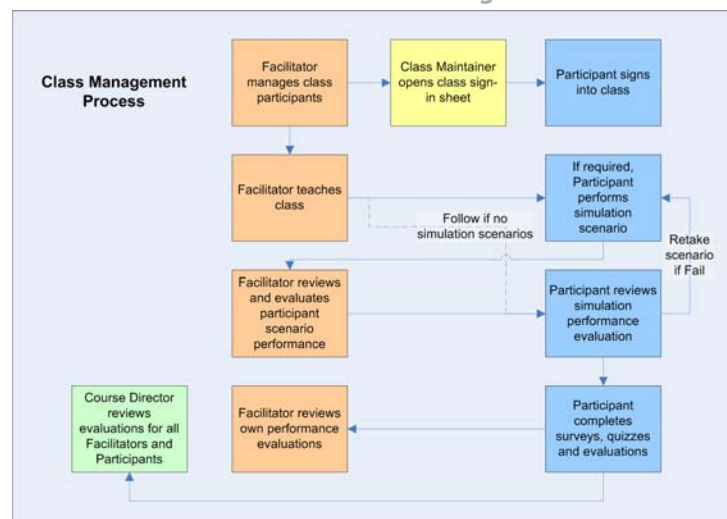 Class Management
Process
Facilitator
manages class
participants
Class Maintainer
opens class sign-
in sheet
Participant signs
into class
Facilitator teaches
class
If required,
Participant
performs
simulation
scenario
Follow if no
simulation scenarios
Retake
scenario
if Fail
Facilitator reviews
and evaluates
participant
scenario
performance
Participant reviews
simulation
performance
evaluation
Course Director
reviews
evaluations for all
Facilitators and
Participants
Facilitator reviews
own performance
evaluations
Participant
completes
surveys, quizzes
and evaluations